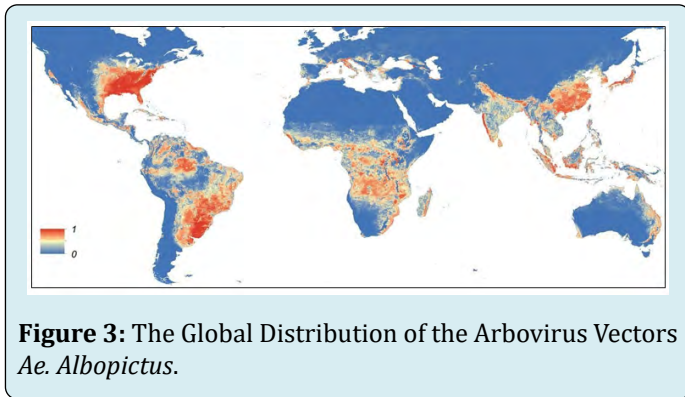 1
0
Figure 3: The Global Distribution of the Arbovirus Vectors
Ae. Albopictus.